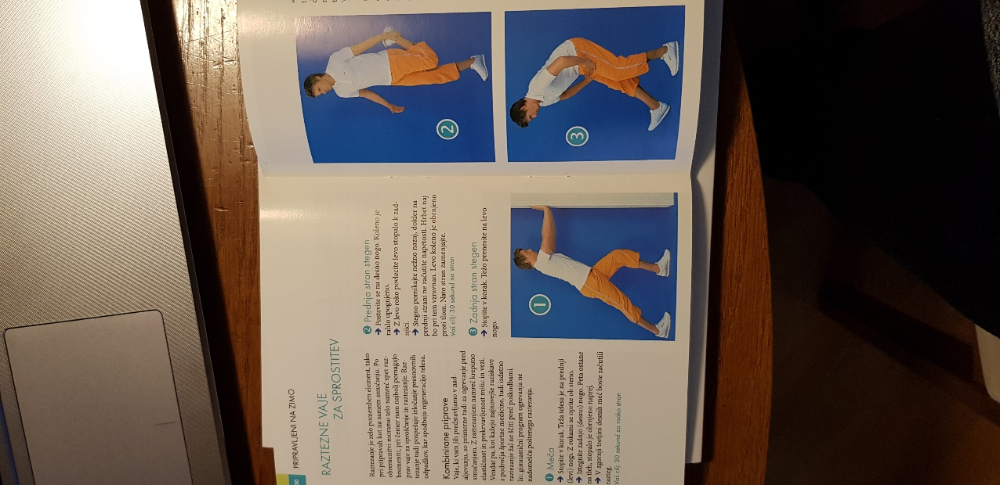 PRIPRAVLJENI NA ZIMO
RAZTEZNE VAJE
ZA SPROSTITEV
Raztezanje je zelo pomemben element, tako
pri pripravah kot na samem smučanju. Po
obremenitvi moramo telo namreč spet raz-
bremeniti, pri čemer nam najbolj pomagajo
prav vaje za sproščanje in raztezanje. Raz-
tezanje tudi pospešuje izločanje presnovnih
odpadkov, kar spodbuja regeneracijo telesa.
Kombinirane priprave
Vaje, ki vam jih predstavljamo v nad-
aljevanju, so primerne tudi za ogrevanje pred
smučanjem. Z raztezanjem namreč krepimo
elastičnost in prekrvavljenost mišic in vezi.
Vendar pa, kot kažejo najnovejše raziskave
s področja športne medicine, tudi izdatno
raztezanje žal ne ščiti pred poškodbami.
In: gimnastični program ogrevanja ne
nadomešča poštenega raztezanja.
1 Meča
➔ Stopite v korak. Teža telesa je na prednji
(levi) nogi. Z rokami se oprite ob steno.
➔ Iztegnite zadnjo (desno) nogo. Peta ostane
na tleh, stopalo je obrnjeno naprej.
➔ V zgornji tretjini desnih meč boste začutili
razteg.
Vaš cilj: 30 sekund za vsako stran
2 Prednja stran stegen
➔ Postavite se na desno nogo. Koleno je
rahlo upognjeno.
➔ Z levo roko povlecite levo stopalo k zad-
njici.
➔ Stegno pomikajte nežno nazaj, dokler na
prednji strani ne začutite napetosti. Hrbet naj
bo pri tem vzravnan. Levo koleno je obrnjeno
proti tlom. Nato stran zamenjajte.
Vaš cilj: 30 sekund na stran
3 Zadnja stran stegen
➔ Stopite v korak. Težo prenesite na levo
nogo.
1
2
3